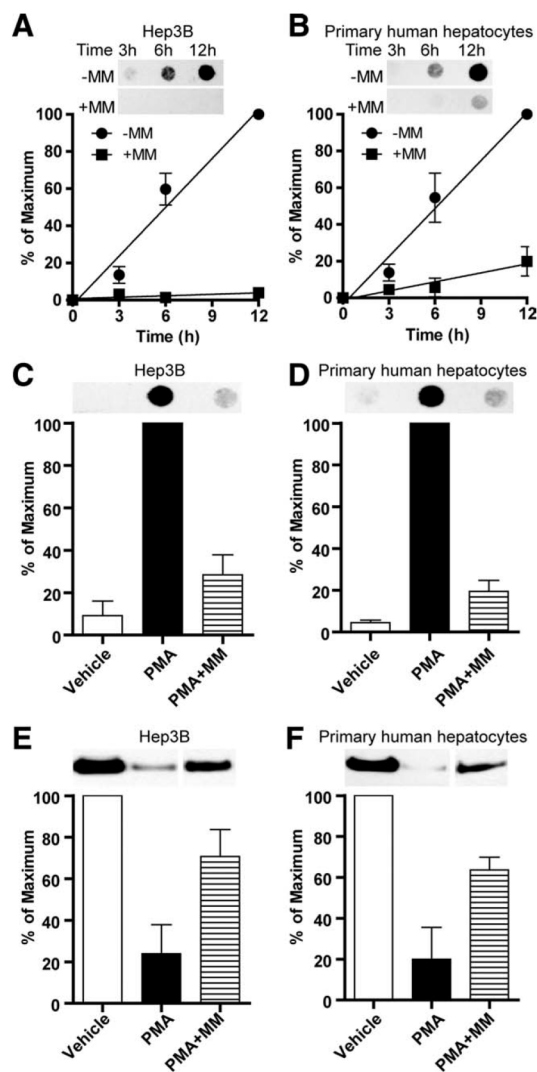 A
Hep3B
Time 3h 6h 12h
-MM
+MM
-MM
+MM
% of Maximum
100
80
60
40
20
0
0 3 6 9 12
Time (h)
B
Primary human hepatocytes
Time 3h 6h 12h
-MM
+MM
-MM
+MM
% of Maximum
100
80
60
40
20
0
0 3 6 9 12
Time (h)
C
Hep3B
% of Maximum
100
80
60
40
20
0
Vehicle
PMA
PMA+MM
D
Primary human hepatocytes
% of Maximum
100
80
60
40
20
0
Vehicle
PMA
PMA+MM
E
Hep3B
% of Maximum
100
80
60
40
20
0
Vehicle
PMA
PMA+MM
F
Primary human hepatocytes
% of Maximum
100
80
60
40
20
0
Vehicle
PMA
PMA+MM